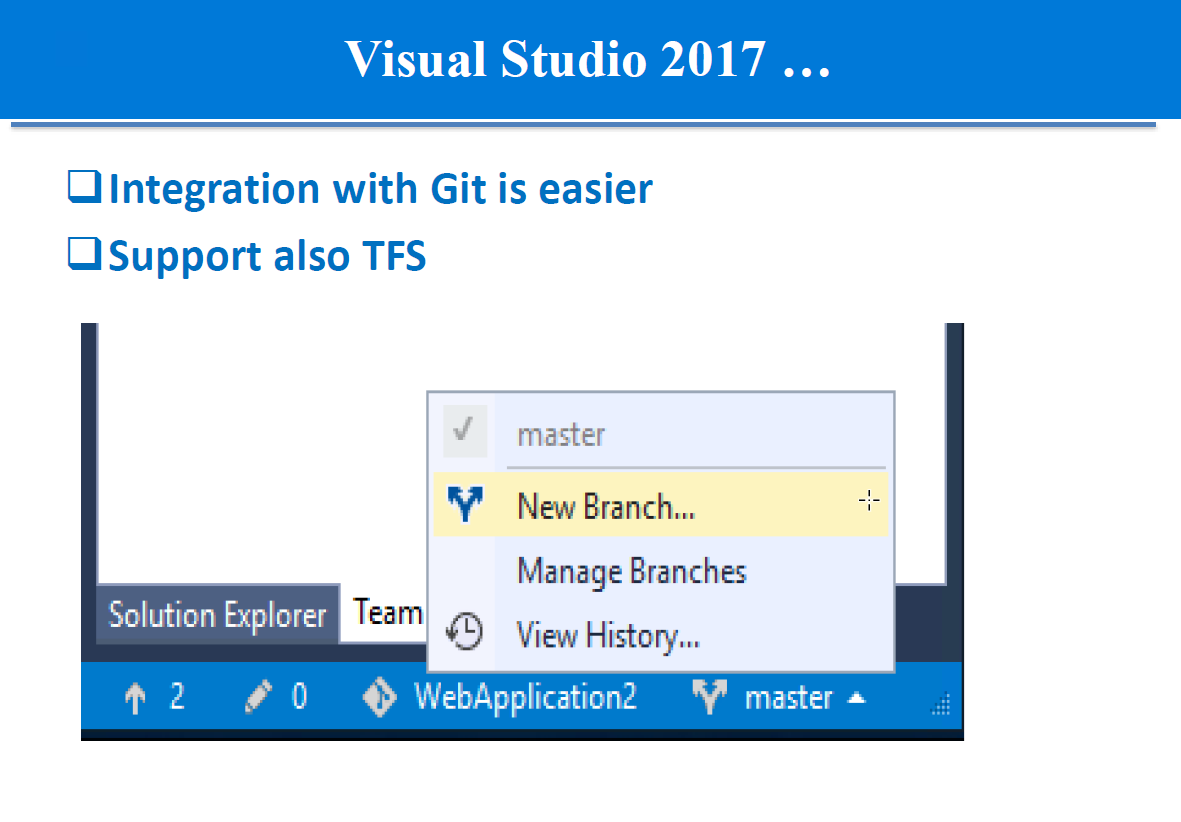 Visual Studio 2017 ...
Integration with Git is easier
Support also TFS
master
New Branch...
Manage Branches
View History...
Solution Explorer Team
2 0 WebApplication2 master